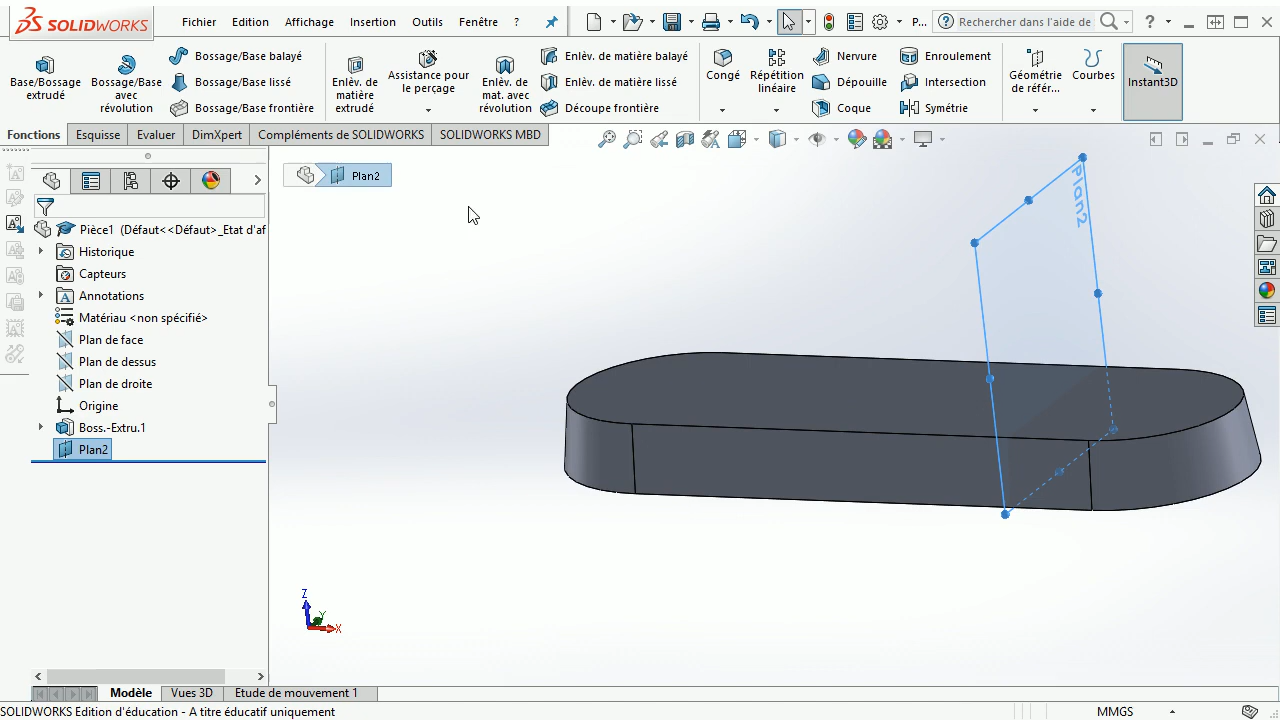 SOLIDWORKS
Fichier Edition Affichage Insertion Outils Fenêtre ?
P... Rechercher dans l'aide de ?
Base/Bossage extrudé
Bossage/Base avec révolution
Bossage/Base balayé
Bossage/Base lissé
Bossage/Base frontière
Enlèv. de matière extrudé
Assistance pour le perçage
Enlèv. de mat. avec révolution
Enlèv. de matière balayé
Enlèv. de matière lissé
Découpe frontière
Congé
Répétition linéaire
Nervure
Dépouille
Coque
Enroulement
Intersection
Symétrie
Géométrie de référ...
Courbes
Instant3D
Fonctions Esquisse Evaluer DimXpert Compléments de SOLIDWORKS SOLIDWORKS MBD
Plan2
Plan2
Pièce1 (Défaut<<Défaut>_Etat d'af
Historique
Capteurs
Annotations
Matériau <non spécifié>
Plan de face
Plan de dessus
Plan de droite
Origine
Boss.-Extru.1
Plan2
Z
Y
X
Modèle Vues 3D Etude de mouvement 1
SOLIDWORKS Edition d'éducation - A titre éducatif uniquement
MMGS